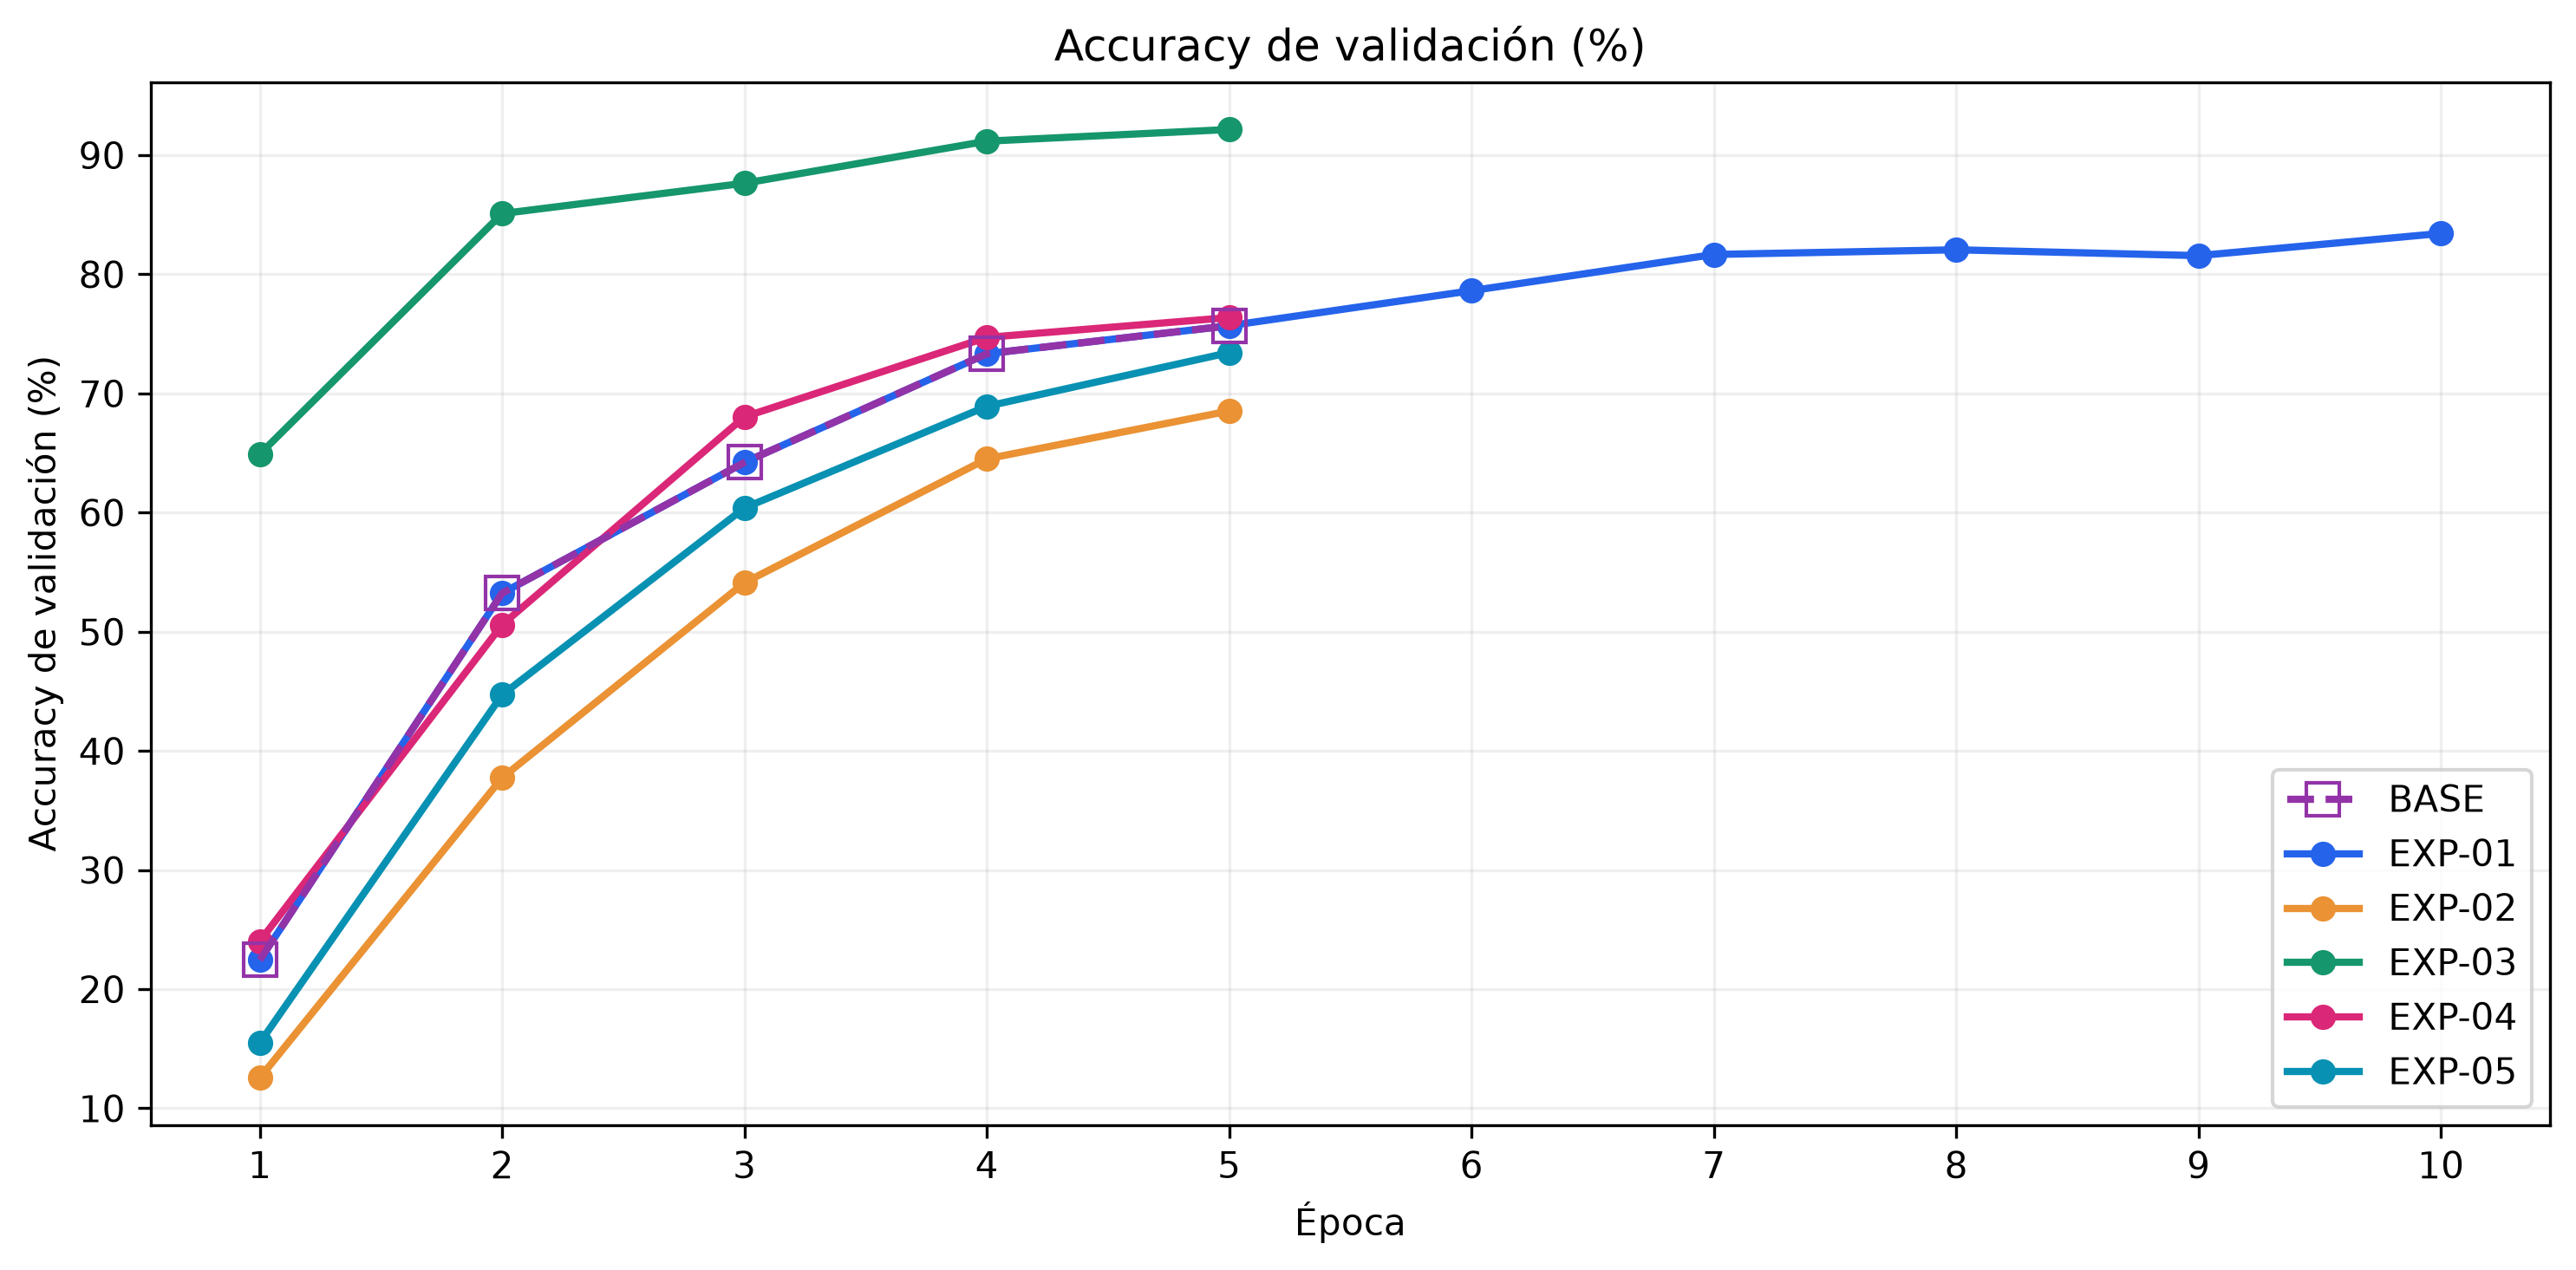 Accuracy de validación (%)
Accuracy de validación (%)
90
80
70
60
50
40
30
20
10
1 2 3 4 5 6 7 8 9 10
Época
BASE
EXP-01
EXP-02
EXP-03
EXP-04
EXP-05